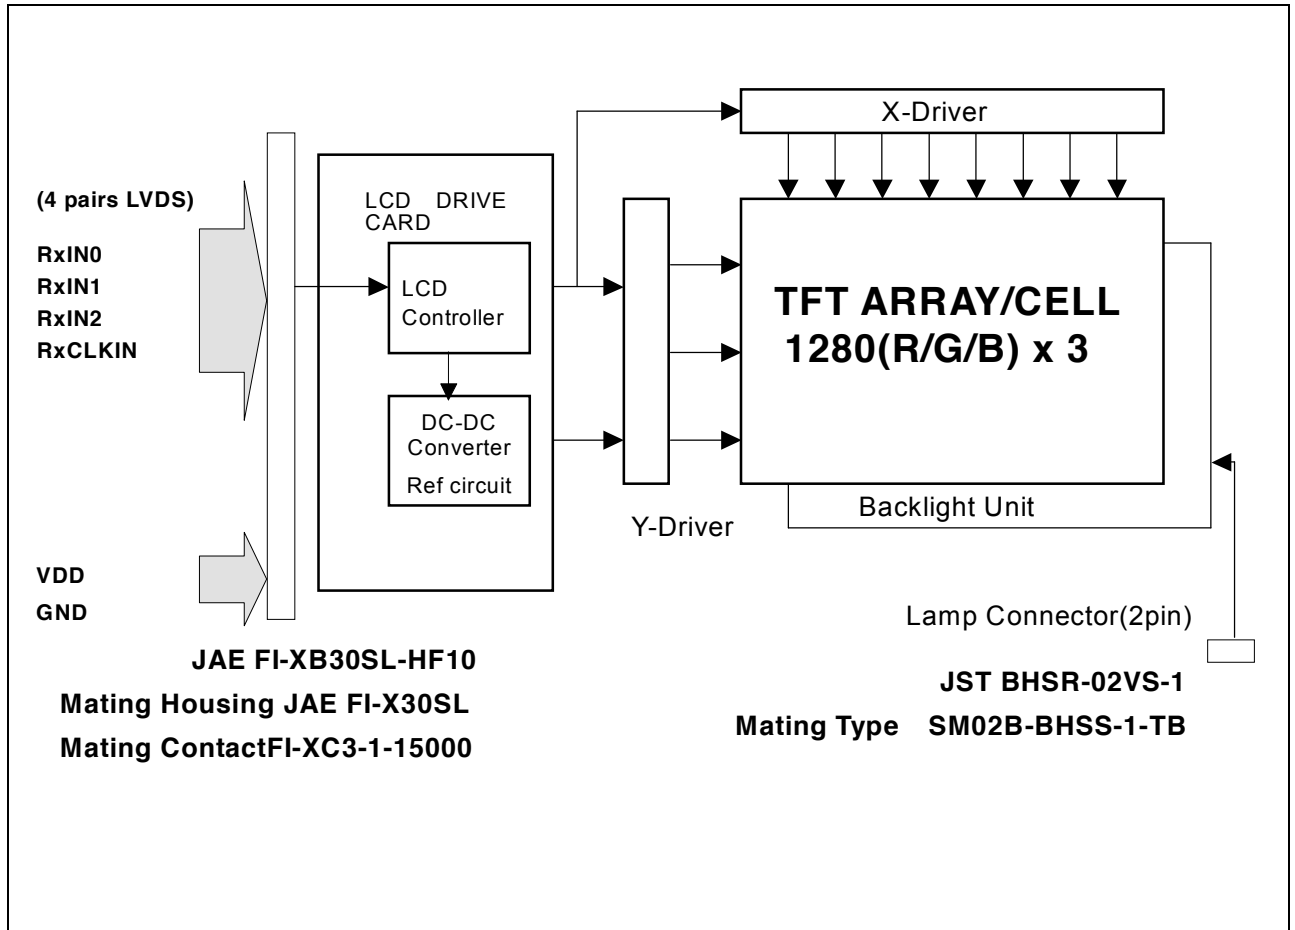 X-Driver
(4 pairs LVDS)
RxIN0
RxIN1
RxIN2
RxCLKIN
LCD DRIVE
CARD
LCD
Controller
DC-DC
Converter
Ref circuit
TFT ARRAY/CELL
1280(R/G/B) x 3
Y-Driver
Backlight Unit
VDD
GND
Lamp Connector(2pin)
JAE FI-XB30SL-HF10
Mating Housing JAE FI-X30SL
Mating ContactFI-XC3-1-15000
JST BHSR-02VS-1
Mating Type SM02B-BHSS-1-TB